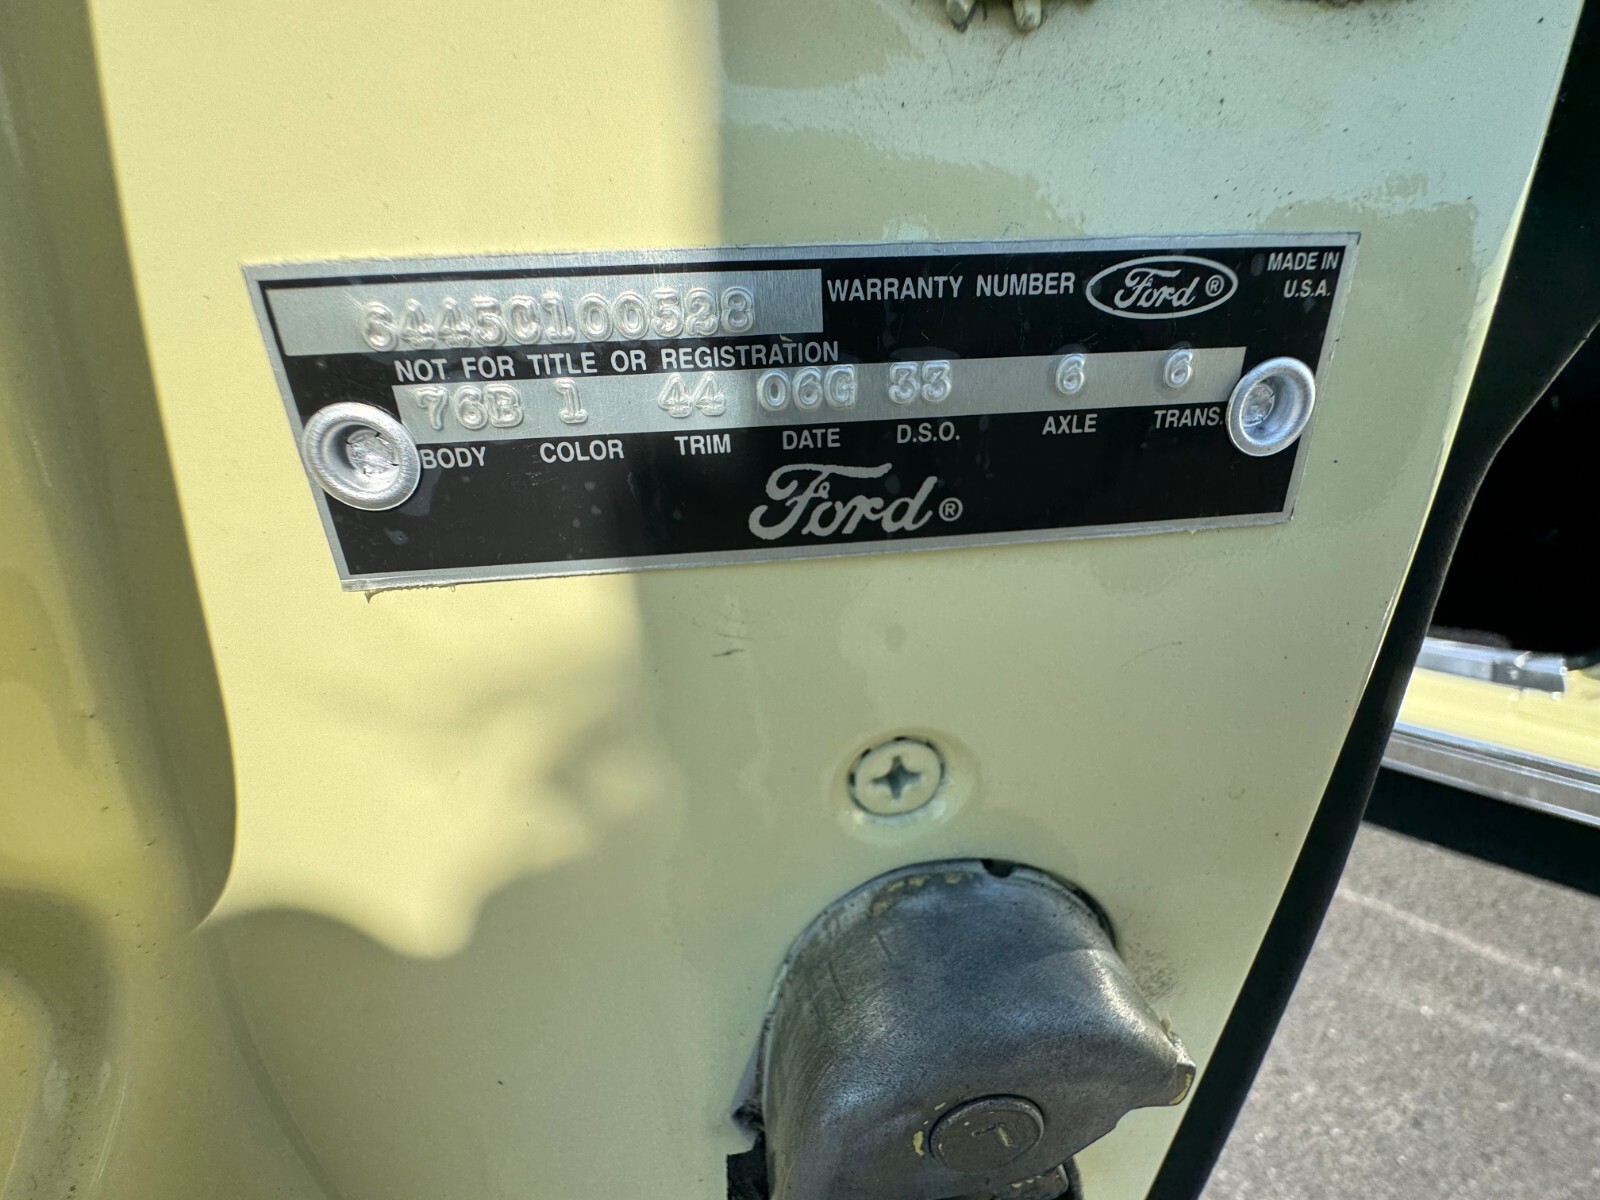 6445C100528 WARRANTY NUMBER Ford® MADE IN U.S.A.
NOT FOR TITLE OR REGISTRATION
76B 1 44 06G 33 6 6
BODY COLOR TRIM DATE D.S.O. AXLE TRANS.
Ford®